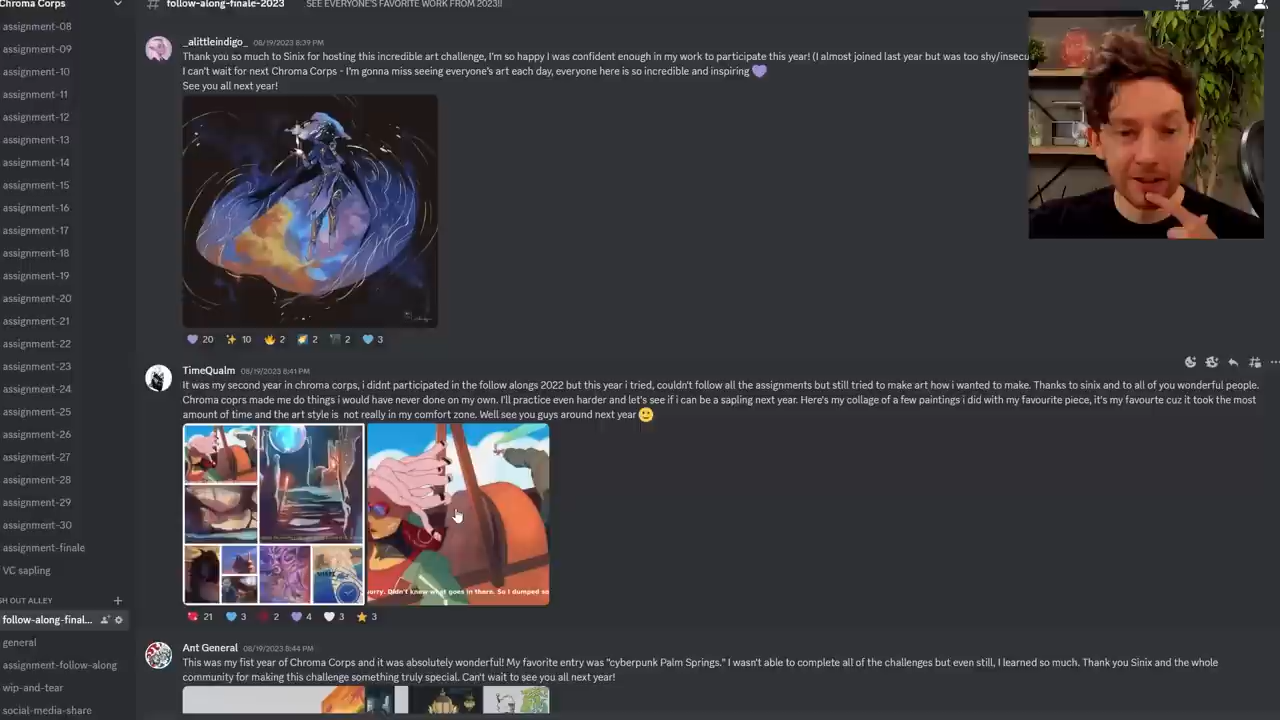 Chroma Corps
follow-along-finale-2023
SEE EVERYONE'S FAVORITE WORK FROM 2023!!
assignment-08
assignment-09
assignment-10
assignment-11
assignment-12
assignment-13
assignment-14
assignment-15
assignment-16
assignment-17
assignment-18
assignment-19
assignment-20
assignment-21
assignment-22
assignment-23
assignment-24
assignment-25
assignment-26
assignment-27
assignment-28
assignment-29
assignment-30
assignment-finale
VC sapling
SH OUT ALLEY
follow-along-final...
general
assignment-follow-along
wip-and-tear
social-media-share
_alittleindigo_ 08/19/2023 8:39 PM
Thank you so much to Sinix for hosting this incredible art challenge, I'm so happy I was confident enough in my work to participate this year! (I almost joined last year but was too shy/insecu
I can't wait for next Chroma Corps - I'm gonna miss seeing everyone's art each day, everyone here is so incredible and inspiring
See you all next year!
20 10 2 2 2 3
TimeQualm 08/19/2023 8:41 PM
It was my second year in chroma corps, i didnt participated in the follow alongs 2022 but this year i tried, couldn't follow all the assignments but still tried to make art how i wanted to make. Thanks to sinix and to all of you wonderful people.
Chroma coprs made me do things i would have never done on my own. I'll practice even harder and let's see if i can be a sapling next year. Here's my collage of a few paintings i did with my favourite piece, it's my favourte cuz it took the most
amount of time and the art style is not really in my comfort zone. Well see you guys around next year
urry. Didn't knew what goes in there. So I dumped so
21 3 2 4 3 3
Ant General 08/19/2023 8:44 PM
This was my fist year of Chroma Corps and it was absolutely wonderful! My favorite entry was "cyberpunk Palm Springs." I wasn't able to complete all of the challenges but even still, I learned so much. Thank you Sinix and the whole
community for making this challenge something truly special. Can't wait to see you all next year!